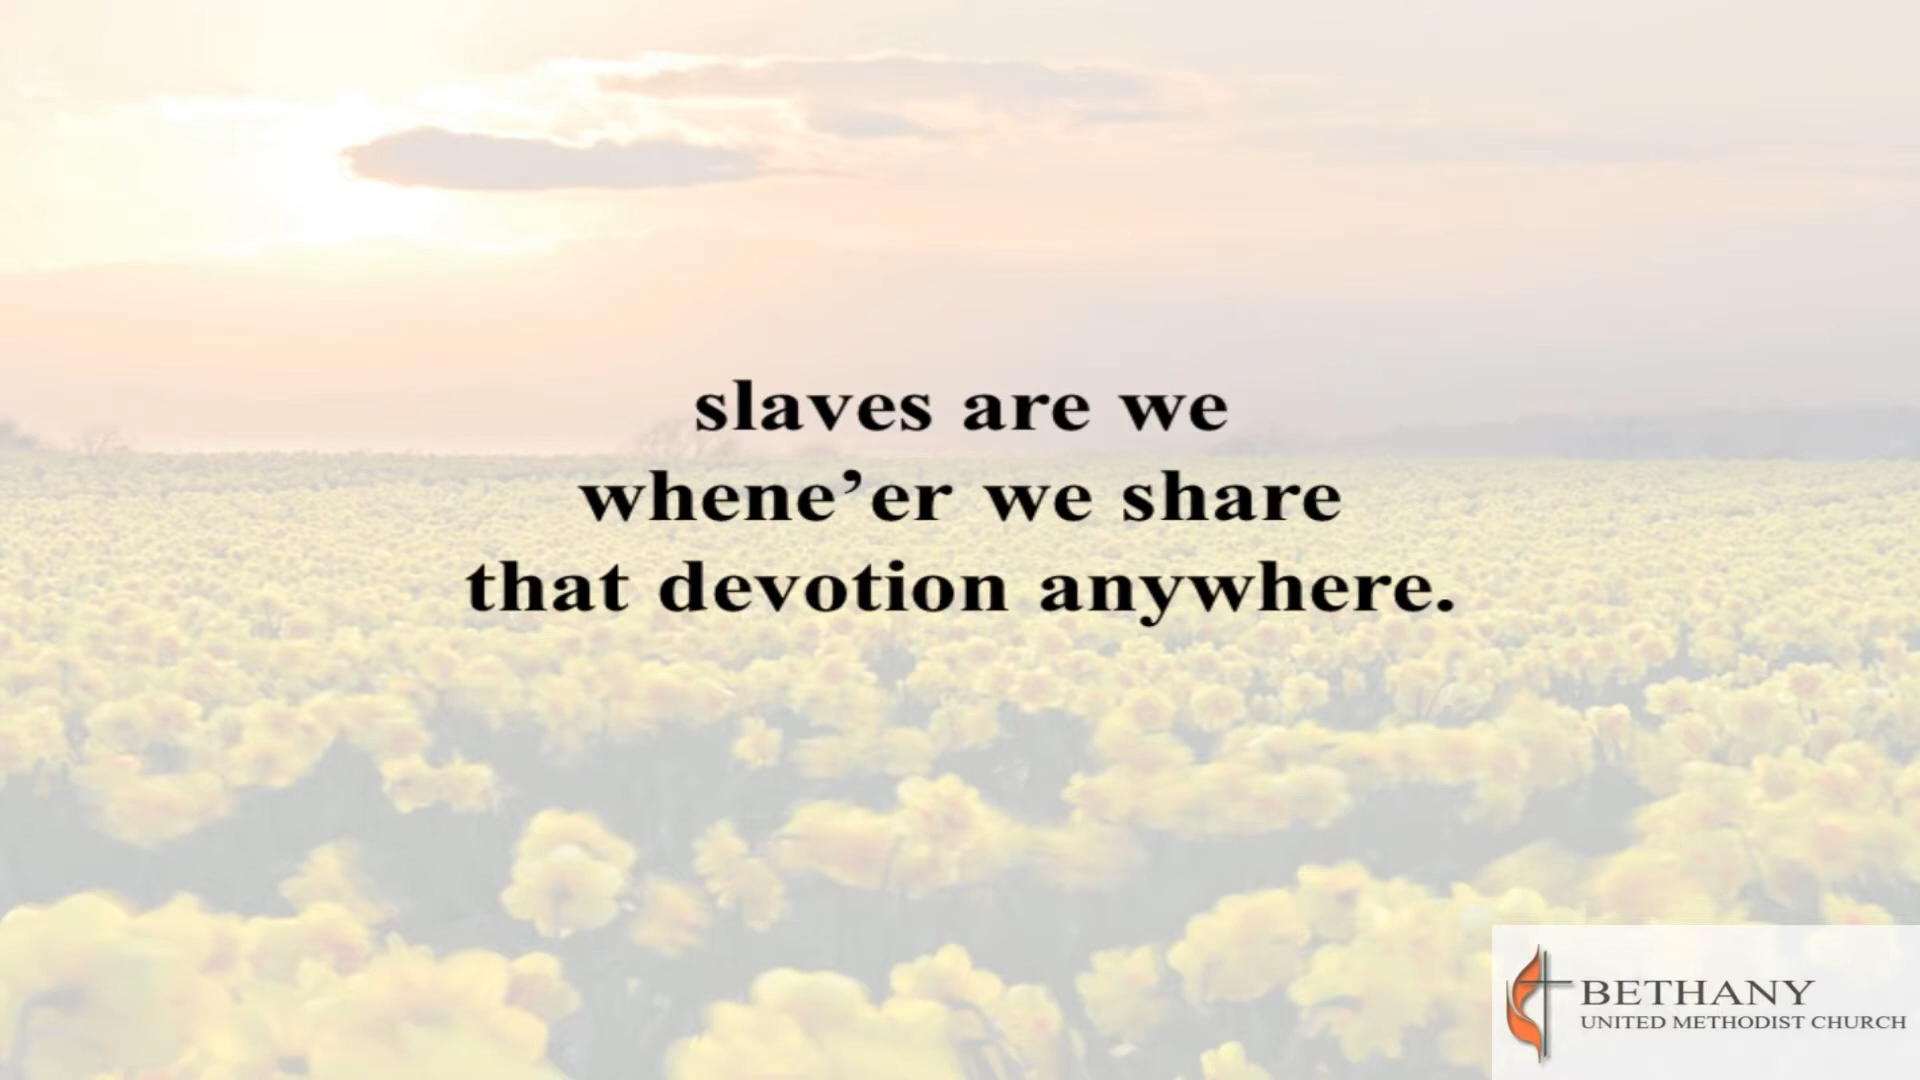 slaves are we
whene’er we share
that devotion anywhere.
BETHANY
UNITED METHODIST CHURCH